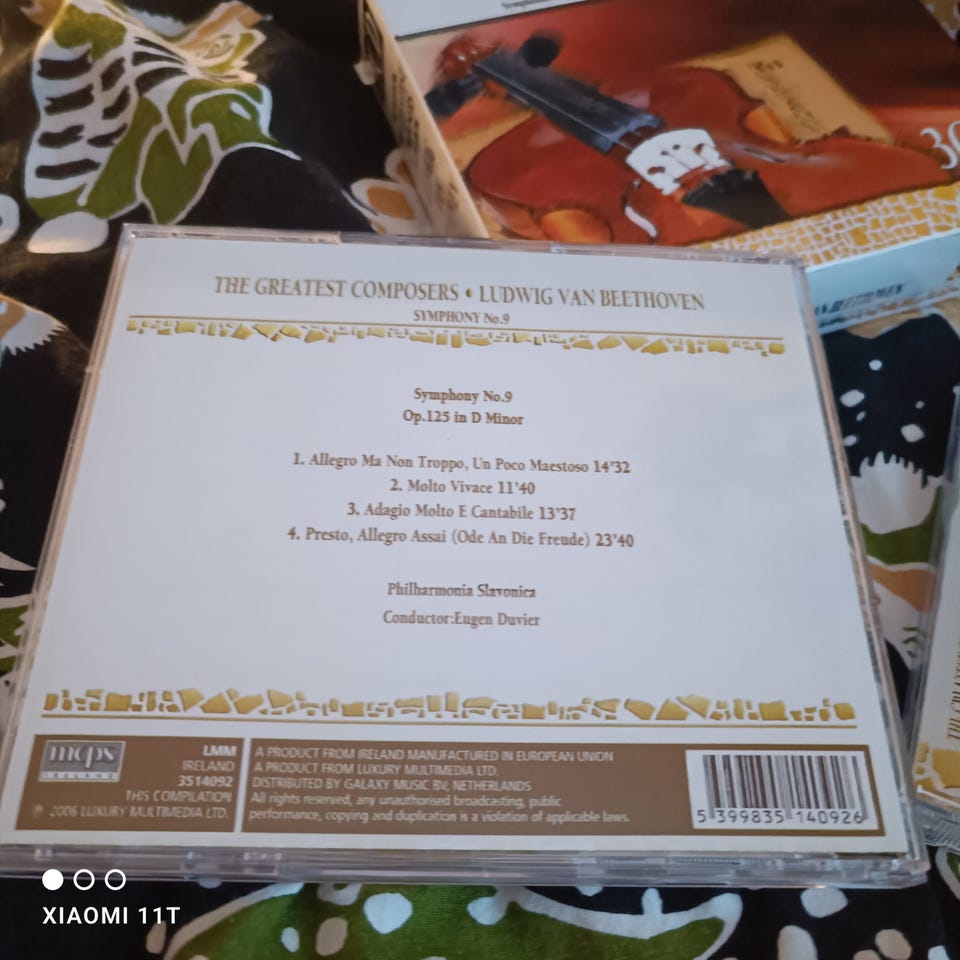 30
THE GREATEST COMPOSERS • LUDWIG VAN BEETHOVEN
SYMPHONY No.9
Symphony No.9
Op.125 in D Minor
1. Allegro Ma Non Troppo, Un Poco Maestoso 14'32
2. Molto Vivace 11'40
3. Adagio Molto E Cantabile 13'37
4. Presto, Allegro Assai (Ode An Die Freude) 23'40
Philharmonia Slavonica
Conductor:Eugen Duvier
mcps
IRELAND
LMM
IRELAND
3514092
THIS COMPILATION
℗ 2006 LUXURY MULTIMEDIA LTD.
A PRODUCT FROM IRELAND MANUFACTURED IN EUROPEAN UNION
A PRODUCT FROM LUXURY MULTIMEDIA LTD.
DISTRIBUTED BY GALAXY MUSIC BV, NETHERLANDS
All rights reserved, any unauthorised broadcasting, public
performance, copying and duplication is a violation of applicable laws.
5 399835 140926
XIAOMI 11T